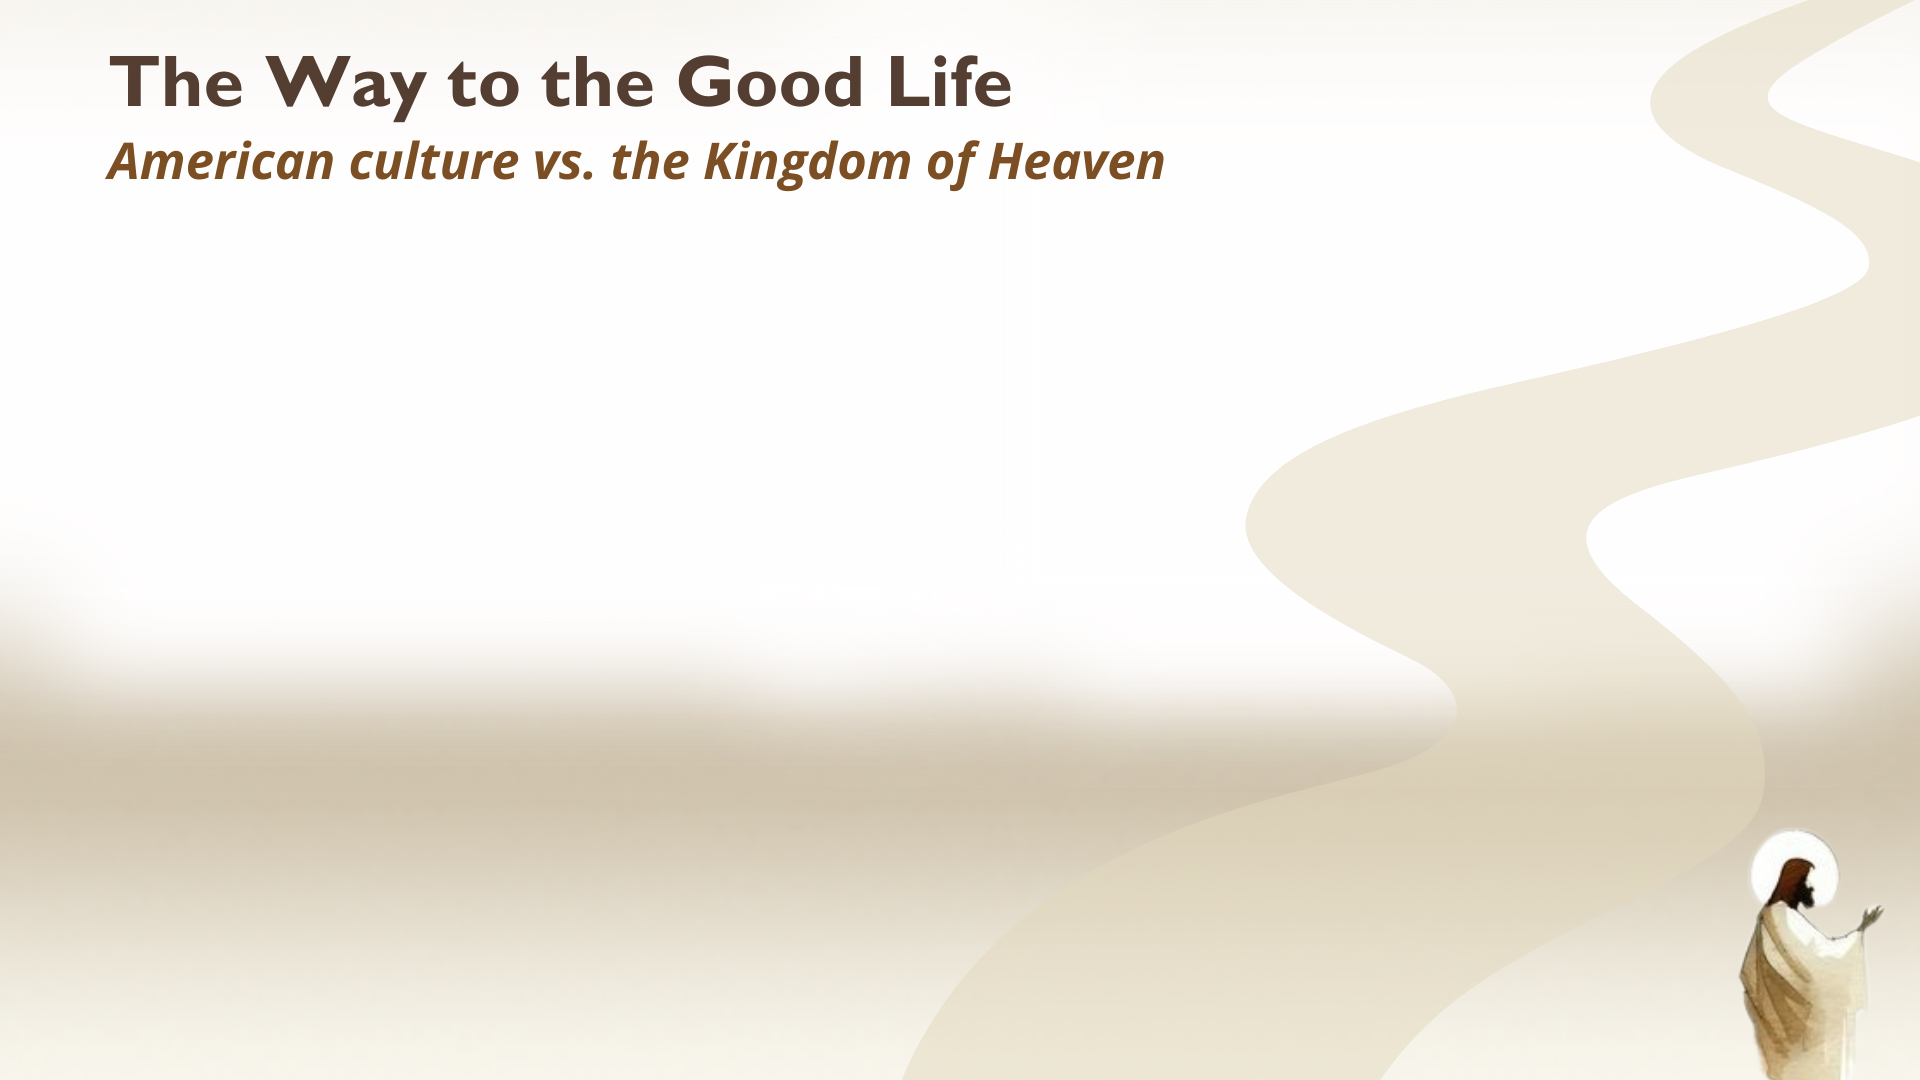 The Way to the Good Life
American culture vs. the Kingdom of Heaven